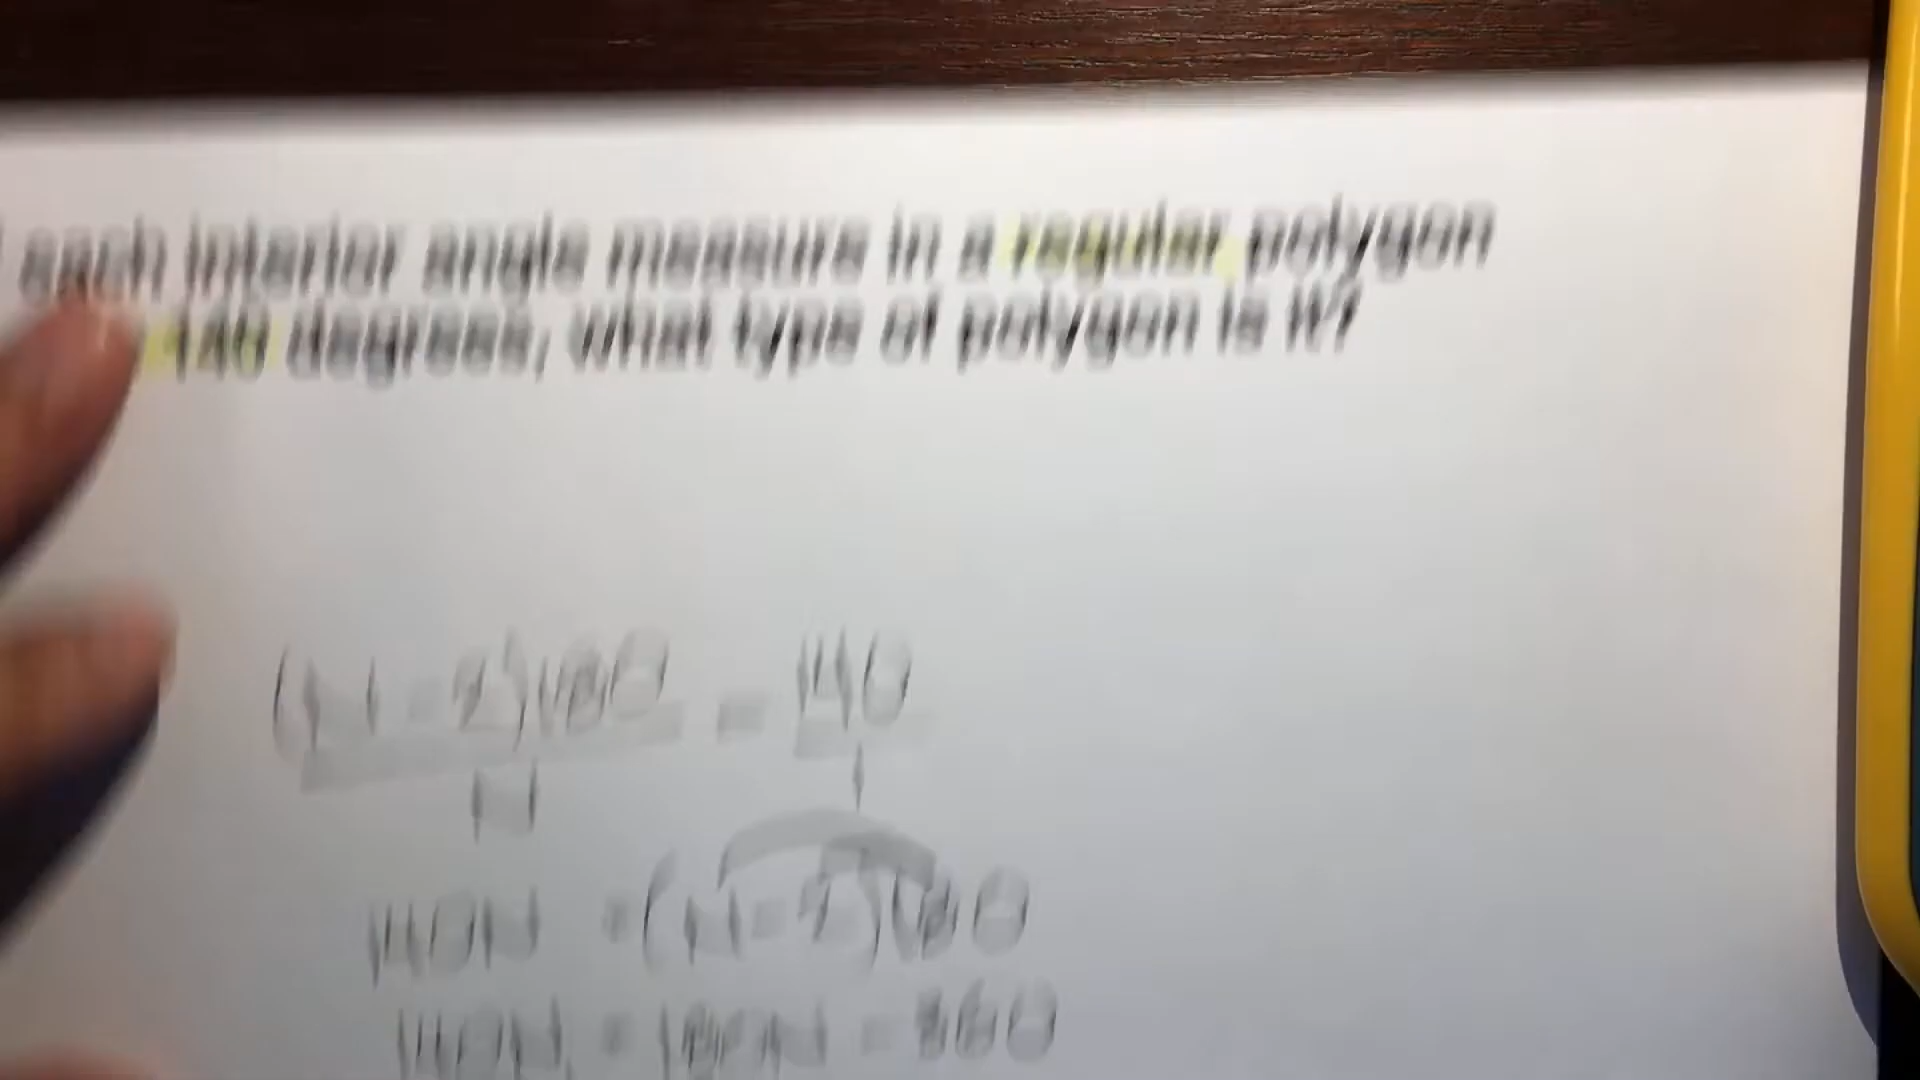 each interior angle measure in a regular polygon
140 degrees, what type of polygon is it?
(N-2)180 = 140
N 1
140N = (N-2)180
140N = 180N - 360